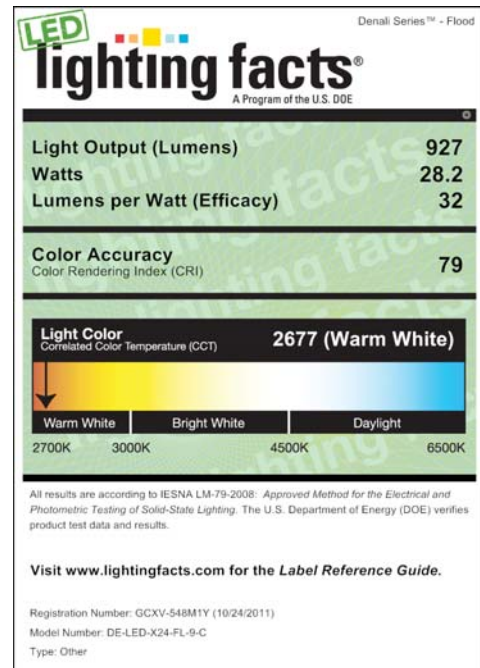 Denali Series™ - Flood
LED
lighting facts®
A Program of the U.S. DOE
Light Output (Lumens) 927
Watts 28.2
Lumens per Watt (Efficacy) 32
Color Accuracy 79
Color Rendering Index (CRI)
Light Color 2677 (Warm White)
Correlated Color Temperature (CCT)
Warm White Bright White Daylight
2700K 3000K 4500K 6500K
All results are according to IESNA LM-79-2008: Approved Method for the Electrical and
Photometric Testing of Solid-State Lighting. The U.S. Department of Energy (DOE) verifies
product test data and results.
Visit www.lightingfacts.com for the Label Reference Guide.
Registration Number: GCXV-548M1Y (10/24/2011)
Model Number: DE-LED-X24-FL-9-C
Type: Other